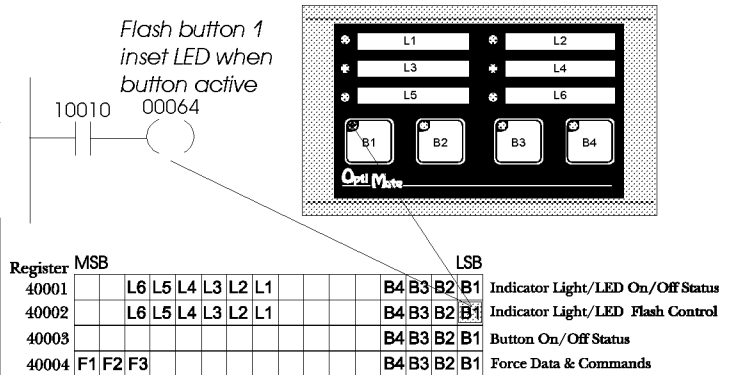 Flash button 1
inset LED when
button active
10010 00064
L1 L2
L3 L4
L5 L6
B1 B2 B3 B4
Opti Mate
Register MSB LSB
40001 L6 L5 L4 L3 L2 L1 B4 B3 B2 B1 Indicator Light/LED On/Off Status
40002 L6 L5 L4 L3 L2 L1 B4 B3 B2 B1 Indicator Light/LED Flash Control
40003 B4 B3 B2 B1 Button On/Off Status
40004 F1 F2 F3 B4 B3 B2 B1 Force Data & Commands